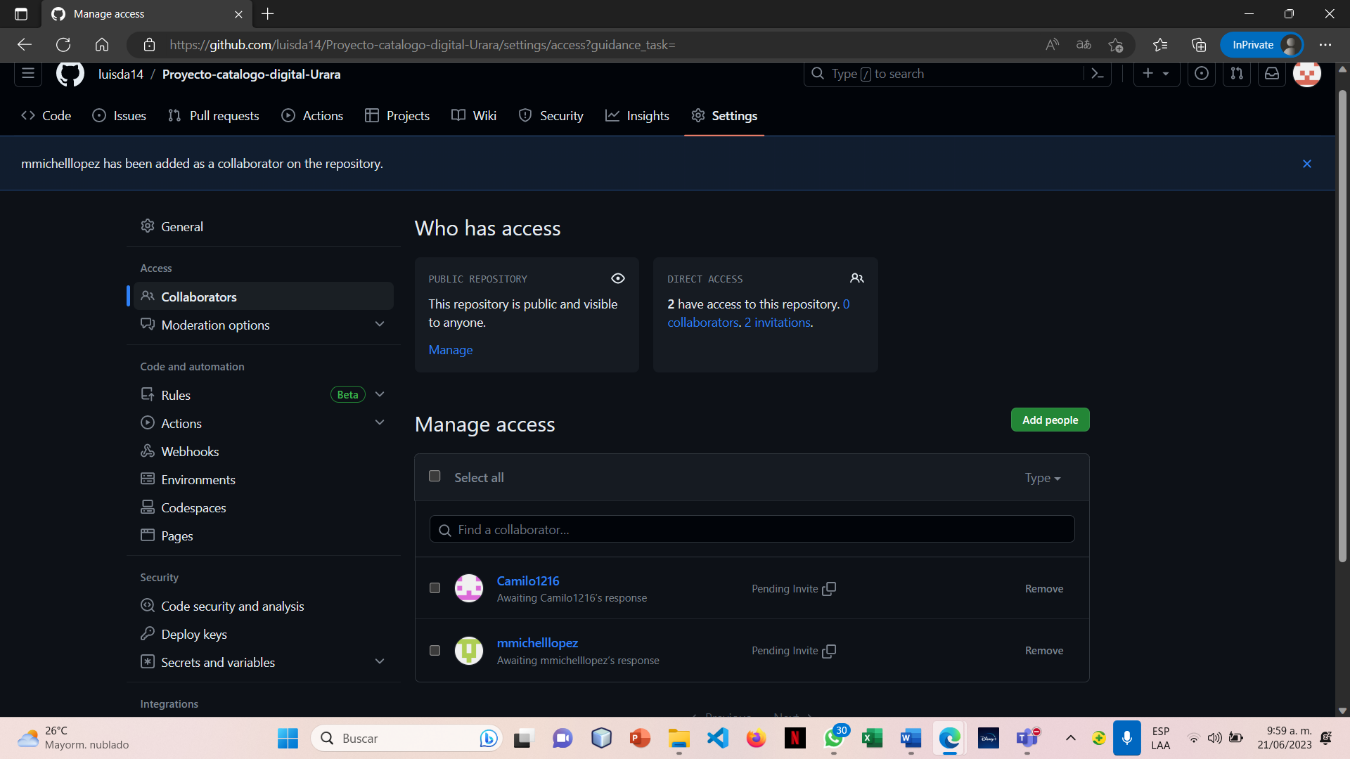 Manage access
https://github.com/luisda14/Proyecto-catalogo-digital-Urara/settings/access?guidance_task=
InPrivate
luisda14 / Proyecto-catalogo-digital-Urara
Type / to search
Code
Issues
Pull requests
Actions
Projects
Wiki
Security
Insights
Settings
mmichelllopez has been added as a collaborator on the repository.
General
Access
Collaborators
Moderation options
Code and automation
Rules
Beta
Actions
Webhooks
Environments
Codespaces
Pages
Security
Code security and analysis
Deploy keys
Secrets and variables
Integrations
Who has access
PUBLIC REPOSITORY
This repository is public and visible
to anyone.
Manage
DIRECT ACCESS
2 have access to this repository. 0
collaborators. 2 invitations.
Manage access
Add people
Select all
Type
Find a collaborator...
Camilo1216
Awaiting Camilo1216's response
Pending Invite
Remove
mmichelllopez
Awaiting mmichelllopez's response
Pending Invite
Remove
Previous
Next
26°C
Mayorm. nublado
Buscar
30
ESP
LAA
9:59 a. m.
21/06/2023